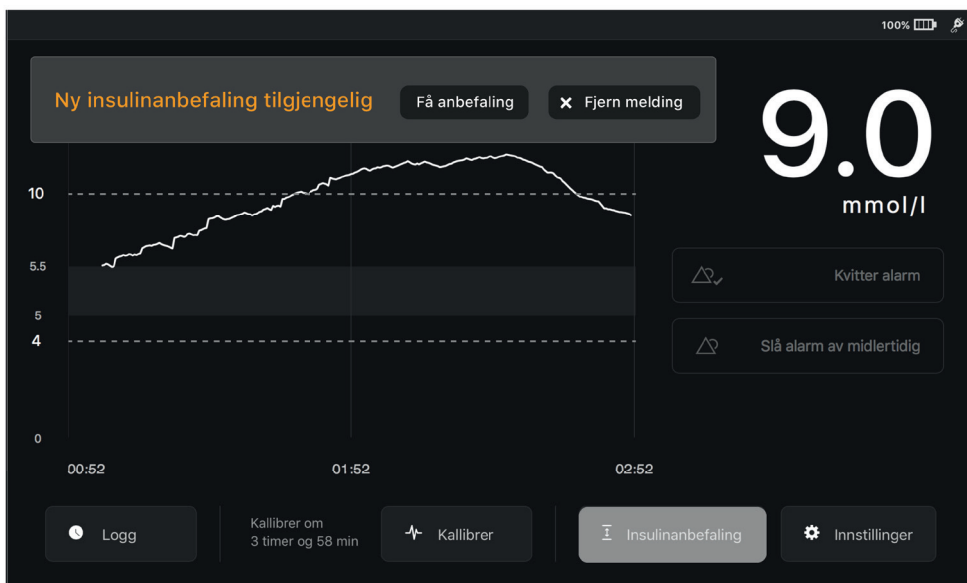 100%
Ny insulinanbefaling tilgjengelig
Få anbefaling
Fjern melding
9.0
mmol/l
10
5.5
5
4
0
00:52
01:52
02:52
Kvitter alarm
Slå alarm av midlertidig
Logg
Kallibrer om
3 timer og 58 min
Kallibrer
Insulinanbefaling
Innstillinger